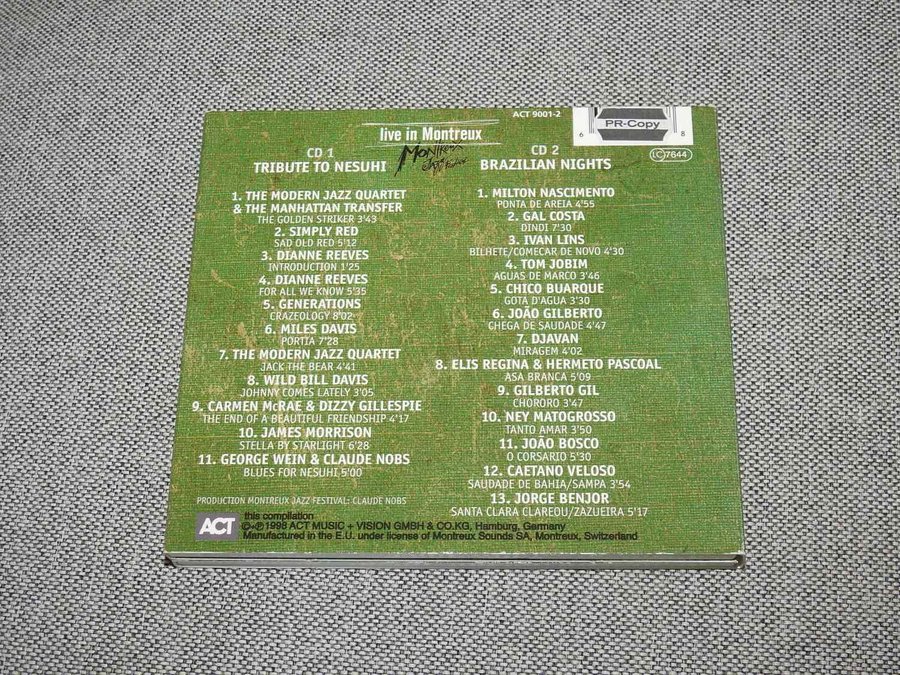 live in Montreux
MONTREUX
JAZZ
ACT 9001-2
PR-Copy
6
8
LC 7644
CD 1
TRIBUTE TO NESUHI
1. THE MODERN JAZZ QUARTET
& THE MANHATTAN TRANSFER
THE GOLDEN STRIKER 3'43
2. SIMPLY RED
SAD OLD RED 5'12
3. DIANNE REEVES
INTRODUCTION 1'25
4. DIANNE REEVES
FOR ALL WE KNOW 5'35
5. GENERATIONS
CRAZEOLOGY 8'02
6. MILES DAVIS
PORTIA 7'28
7. THE MODERN JAZZ QUARTET
JACK THE BEAR 4'41
8. WILD BILL DAVIS
JOHNNY COMES LATELY 3'05
9. CARMEN McRAE & DIZZY GILLESPIE
THE END OF A BEAUTIFUL FRIENDSHIP 4'17
10. JAMES MORRISON
STELLA BY STARLIGHT 6'28
11. GEORGE WEIN & CLAUDE NOBS
BLUES FOR NESUHI 5'00
CD 2
BRAZILIAN NIGHTS
1. MILTON NASCIMENTO
PONTA DE AREIA 4'55
2. GAL COSTA
DINDI 7'30
3. IVAN LINS
BILHETE/COMECAR DE NOVO 4'30
4. TOM JOBIM
AGUAS DE MARCO 3'46
5. CHICO BUARQUE
GOTA D'AGUA 3'30
6. JOÃO GILBERTO
CHEGA DE SAUDADE 4'47
7. DJAVAN
MIRAGEM 4'02
8. ELIS REGINA & HERMETO PASCOAL
ASA BRANCA 5'09
9. GILBERTO GIL
CHORORO 3'47
10. NEY MATOGROSSO
TANTO AMAR 3'50
11. JOÃO BOSCO
O CORSARIO 5'30
12. CAETANO VELOSO
SAUDADE DE BAHIA/SAMPA 3'54
13. JORGE BENJOR
SANTA CLARA CLAREOU/ZAZUEIRA 5'17
PRODUCTION MONTREUX JAZZ FESTIVAL: CLAUDE NOBS
ACT
this compilation
©+℗ 1998 ACT MUSIC + VISION GMBH & CO.KG, Hamburg, Germany
Manufactured in the E.U. under license of Montreux Sounds SA, Montreux, Switzerland